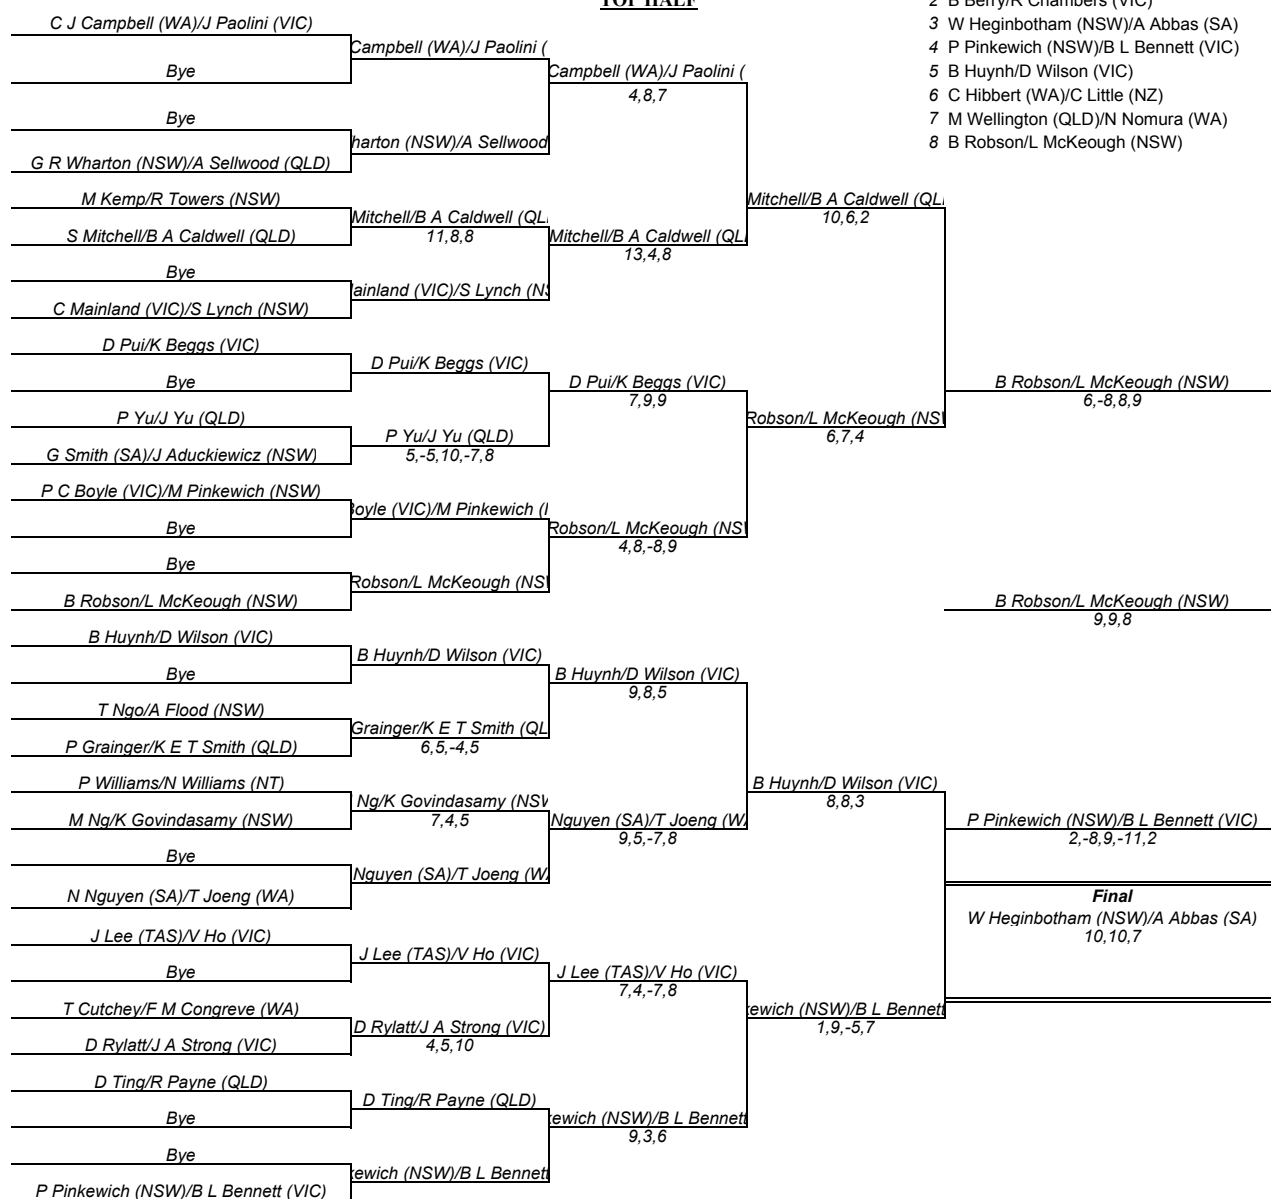 TOP HALF
2 B Berry/R Chambers (VIC)
3 W Heginbotham (NSW)/A Abbas (SA)
4 P Pinkewich (NSW)/B L Bennett (VIC)
5 B Huynh/D Wilson (VIC)
6 C Hibbert (WA)/C Little (NZ)
7 M Wellington (QLD)/N Nomura (WA)
8 B Robson/L McKeough (NSW)
C J Campbell (WA)/J Paolini (VIC)
Bye
Bye
G R Wharton (NSW)/A Sellwood (QLD)
M Kemp/R Towers (NSW)
S Mitchell/B A Caldwell (QLD)
Bye
C Mainland (VIC)/S Lynch (NSW)
D Pui/K Beggs (VIC)
Bye
P Yu/J Yu (QLD)
G Smith (SA)/J Aduckiewicz (NSW)
P C Boyle (VIC)/M Pinkewich (NSW)
Bye
Bye
B Robson/L McKeough (NSW)
B Huynh/D Wilson (VIC)
Bye
T Ngo/A Flood (NSW)
P Grainger/K E T Smith (QLD)
P Williams/N Williams (NT)
M Ng/K Govindasamy (NSW)
Bye
N Nguyen (SA)/T Joeng (WA)
J Lee (TAS)/V Ho (VIC)
Bye
T Cutchey/F M Congreve (WA)
D Rylatt/J A Strong (VIC)
D Ting/R Payne (QLD)
Bye
Bye
P Pinkewich (NSW)/B L Bennett (VIC)
Campbell (WA)/J Paolini (
harton (NSW)/A Sellwood
Mitchell/B A Caldwell (QL
11,8,8
ainland (VIC)/S Lynch (NS
D Pui/K Beggs (VIC)
P Yu/J Yu (QLD)
5,-5,10,-7,8
Boyle (VIC)/M Pinkewich (
Robson/L McKeough (NSW
B Huynh/D Wilson (VIC)
Grainger/K E T Smith (QL
6,5,-4,5
Ng/K Govindasamy (NSW
7,4,5
Nguyen (SA)/T Joeng (WA
J Lee (TAS)/V Ho (VIC)
D Rylatt/J A Strong (VIC)
4,5,10
D Ting/R Payne (QLD)
kewich (NSW)/B L Bennett
Campbell (WA)/J Paolini (
4,8,7
Mitchell/B A Caldwell (QL
13,4,8
D Pui/K Beggs (VIC)
7,9,9
Robson/L McKeough (NSW
4,8,-8,9
B Huynh/D Wilson (VIC)
9,8,5
Nguyen (SA)/T Joeng (WA
9,5,-7,8
J Lee (TAS)/V Ho (VIC)
7,4,-7,8
kewich (NSW)/B L Bennett
9,3,6
Mitchell/B A Caldwell (QL
10,6,2
Robson/L McKeough (NSW
6,7,4
B Huynh/D Wilson (VIC)
8,8,3
kewich (NSW)/B L Bennett
1,9,-5,7
B Robson/L McKeough (NSW)
6,-8,8,9
B Robson/L McKeough (NSW)
9,9,8
P Pinkewich (NSW)/B L Bennett (VIC)
2,-8,9,-11,2
Final
W Heginbotham (NSW)/A Abbas (SA)
10,10,7